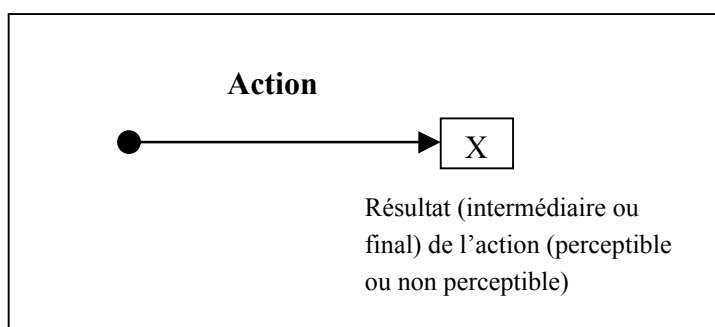 Action
X
Résultat (intermédiaire ou
final) de l’action (perceptible
ou non perceptible)